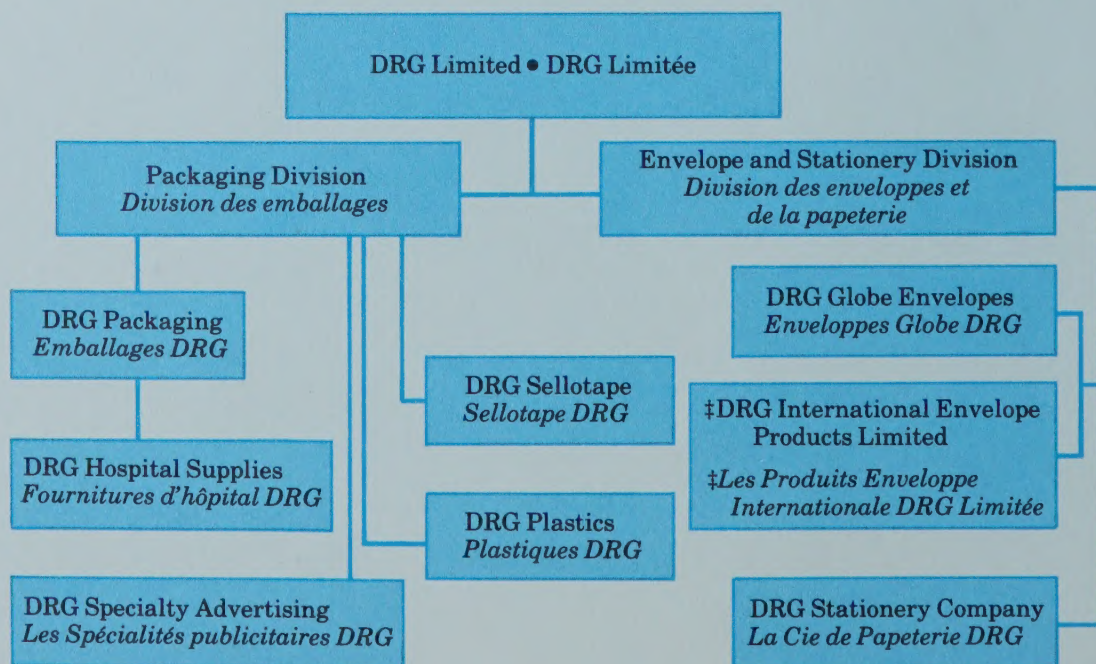 DRG Limited • DRG Limitée
Packaging Division
Division des emballages
Envelope and Stationery Division
Division des enveloppes et
de la papeterie
DRG Packaging
Emballages DRG
DRG Globe Envelopes
Enveloppes Globe DRG
DRG Sellotape
Sellotape DRG
‡DRG International Envelope
Products Limited
‡Les Produits Enveloppe
Internationale DRG Limitée
DRG Hospital Supplies
Fournitures d'hôpital DRG
DRG Plastics
Plastiques DRG
DRG Specialty Advertising
Les Spécialités publicitaires DRG
DRG Stationery Company
La Cie de Papeterie DRG